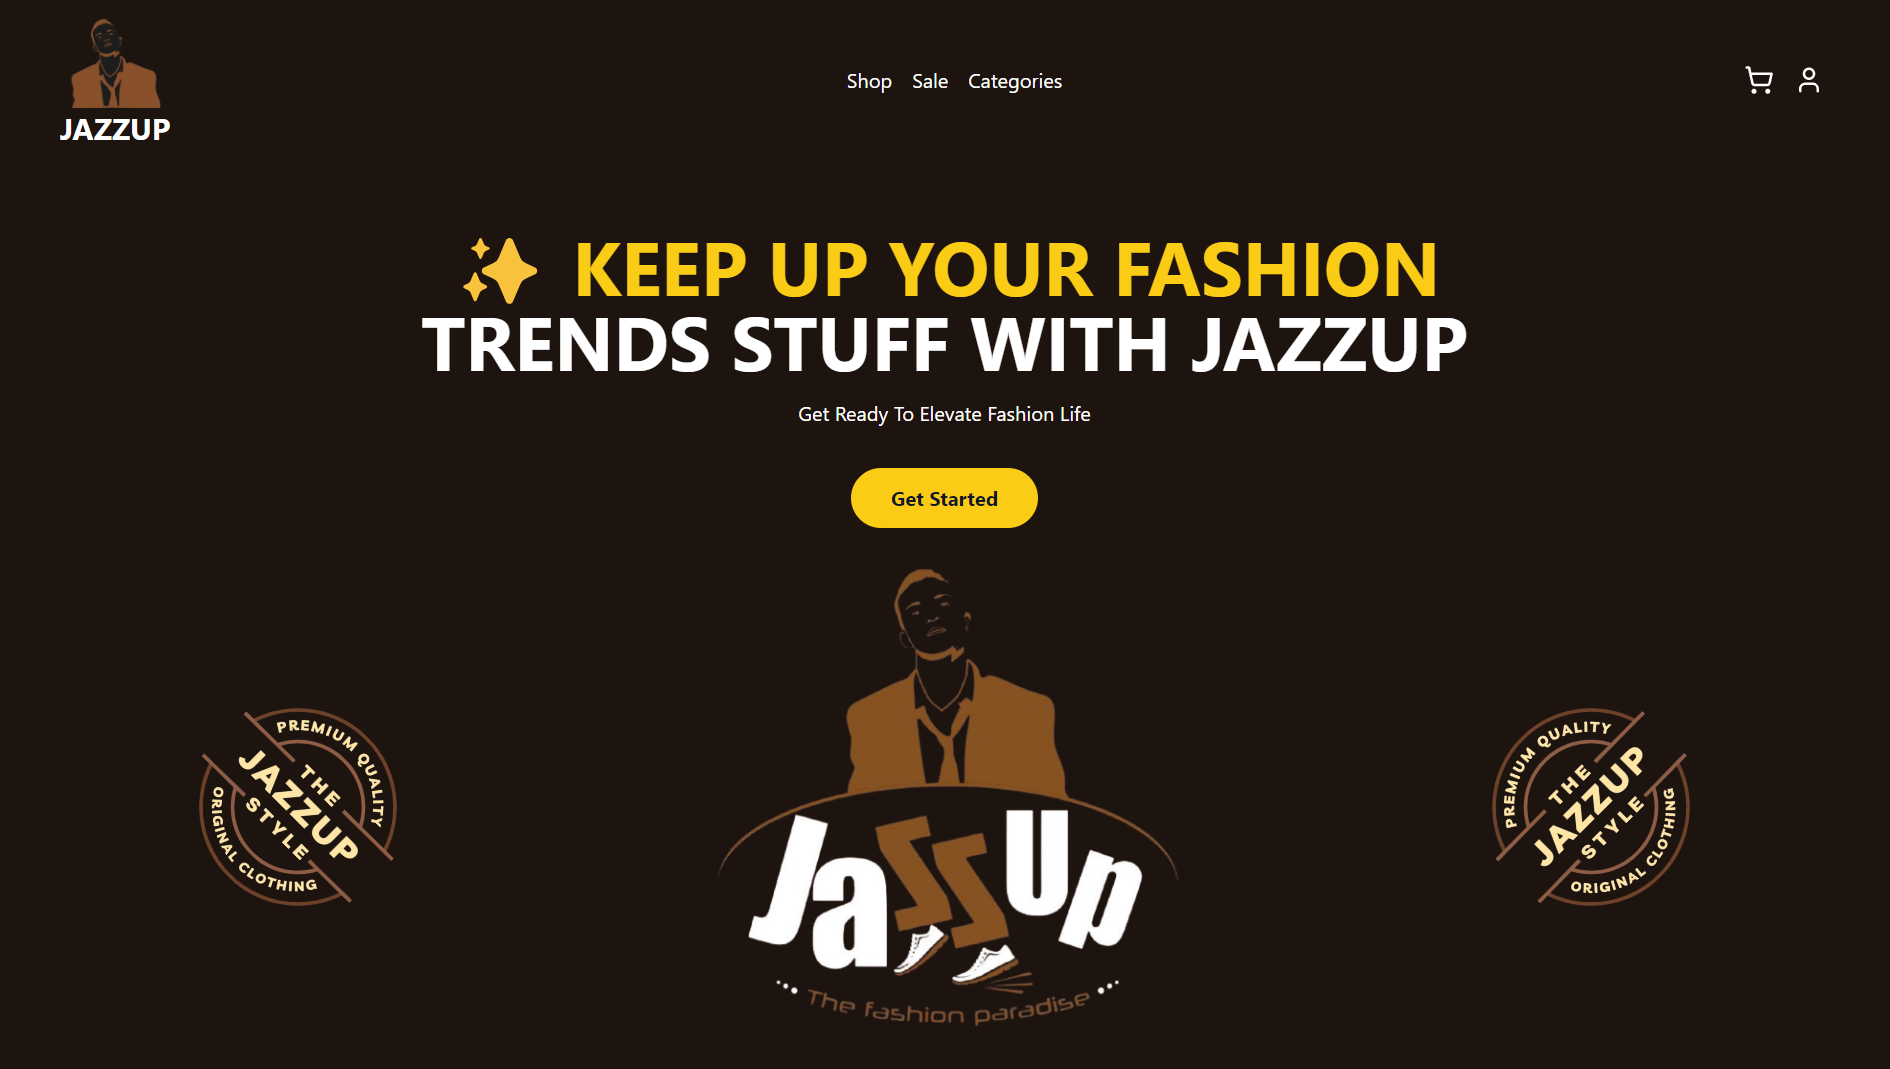 JAZZUP
Shop Sale Categories
✨ KEEP UP YOUR FASHION
TRENDS STUFF WITH JAZZUP
Get Ready To Elevate Fashion Life
Get Started
PREMIUM QUALITY
THE
JAZZUP
STYLE
ORIGINAL CLOTHING
JazzUp
The fashion paradise
PREMIUM QUALITY
THE
JAZZUP
STYLE
ORIGINAL CLOTHING